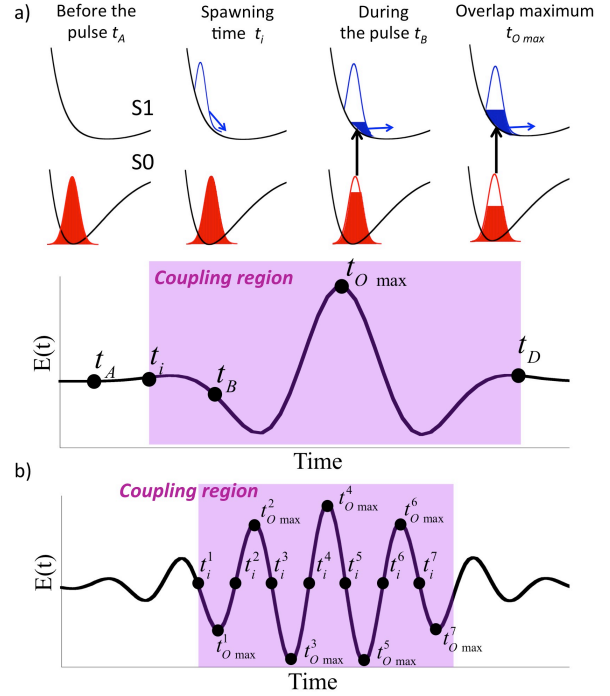 a)
Before the pulse t_A
Spawning time t_i
During the pulse t_B
Overlap maximum t_O max
S1
S0
Coupling region
t_O max
t_A
t_i
t_B
t_D
E(t)
Time
b)
Coupling region
t_i^1
t_O max^2
t_i^2
t_i^3
t_O max^4
t_i^4
t_i^5
t_O max^6
t_i^6
t_i^7
t_O max^1
t_O max^3
t_O max^5
t_O max^7
E(t)
Time